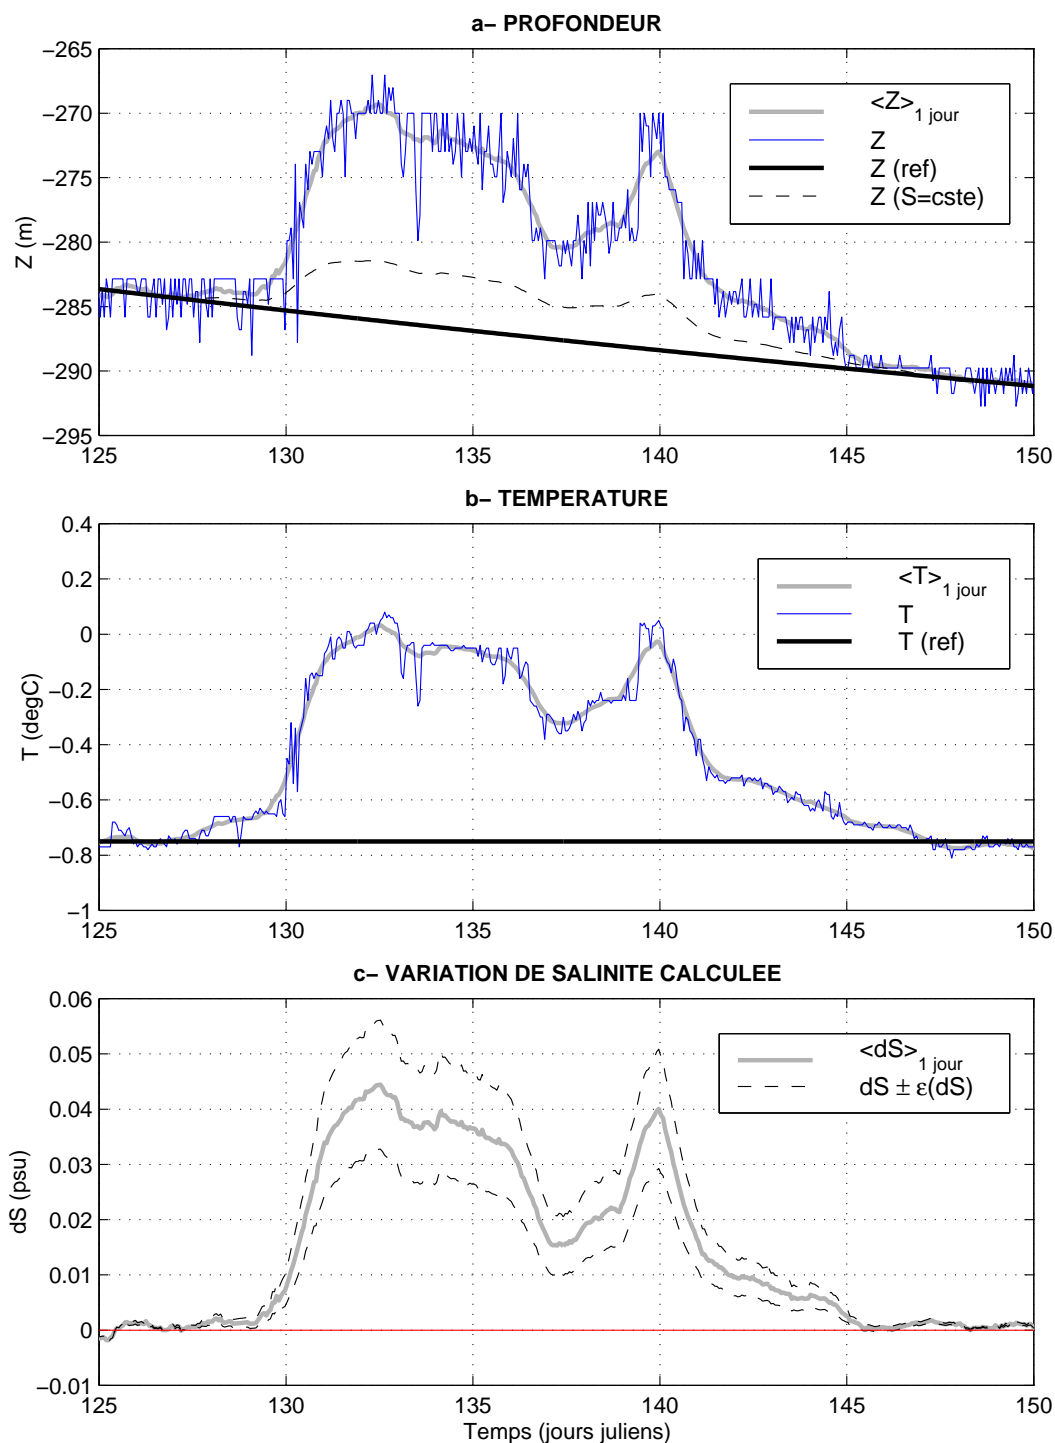 a− PROFONDEUR
−265
−270
−275
−280
−285
−290
−295
Z (m)
<Z>1 jour
Z
Z (ref)
Z (S=cste)
125
130
135
140
145
150
b− TEMPERATURE
0.4
0.2
0
−0.2
−0.4
−0.6
−0.8
−1
T (degC)
<T>1 jour
T
T (ref)
125
130
135
140
145
150
c− VARIATION DE SALINITE CALCULEE
0.06
0.05
0.04
0.03
0.02
0.01
0
−0.01
dS (psu)
<dS>1 jour
dS ± ε(dS)
125
130
135
140
145
150
Temps (jours juliens)